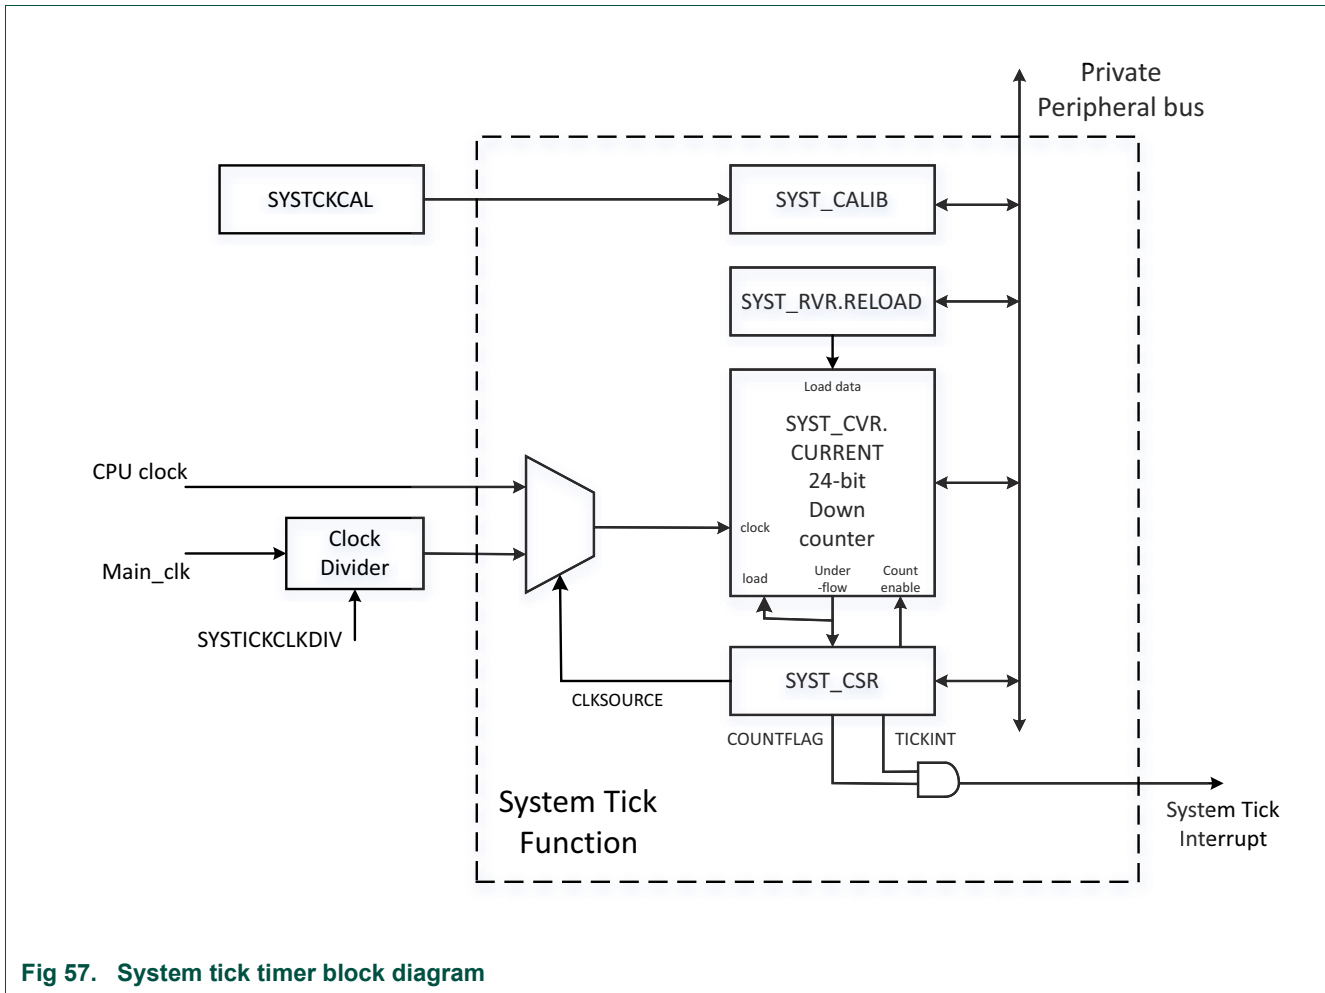 Private
Peripheral bus
SYSTCKCAL
SYST_CALIB
SYST_RVR.RELOAD
Load data
SYST_CVR.
CURRENT
24-bit
Down
counter
CPU clock
clock
Clock
Divider
Main_clk
load
Under
-flow
Count
enable
SYSTICKCLKDIV
SYST_CSR
CLKSOURCE
COUNTFLAG
TICKINT
System Tick
Function
System Tick
Interrupt
Fig 57. System tick timer block diagram